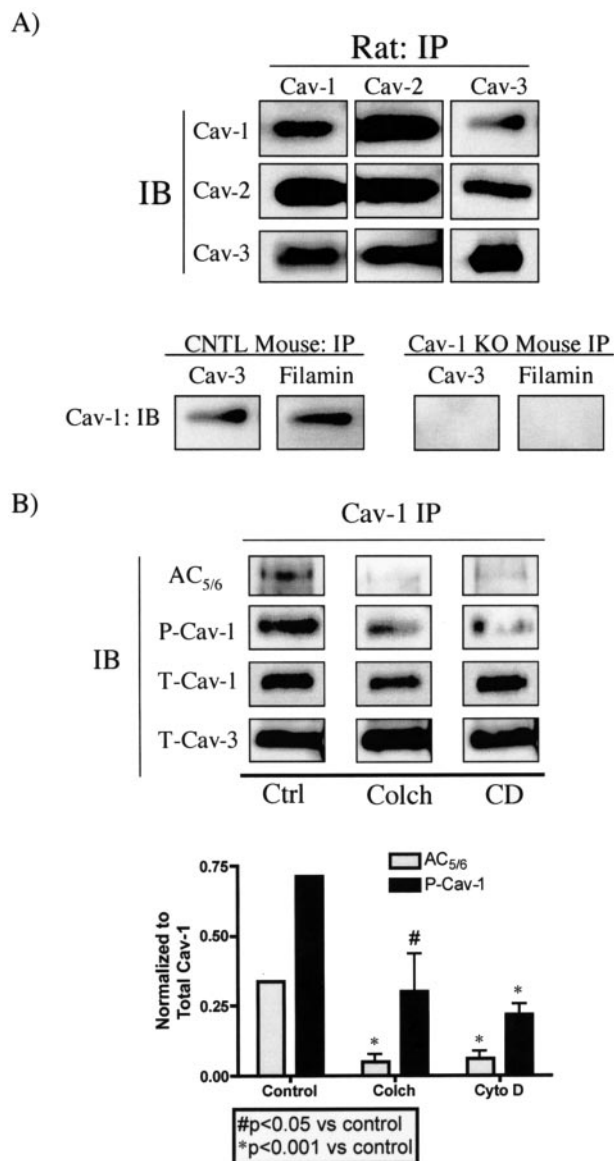 A)
Rat: IP
Cav-1 Cav-2 Cav-3
Cav-1
IB Cav-2
Cav-3
CNTL Mouse: IP Cav-1 KO Mouse IP
Cav-3 Filamin Cav-3 Filamin
Cav-1: IB
B)
Cav-1 IP
AC5/6
P-Cav-1
IB
T-Cav-1
T-Cav-3
Ctrl Colch CD
0.75
AC5/6
P-Cav-1
Normalized to
Total Cav-1
0.50
#
0.25
* * *
0.00
Control Colch Cyto D
#p<0.05 vs control
*p<0.001 vs control